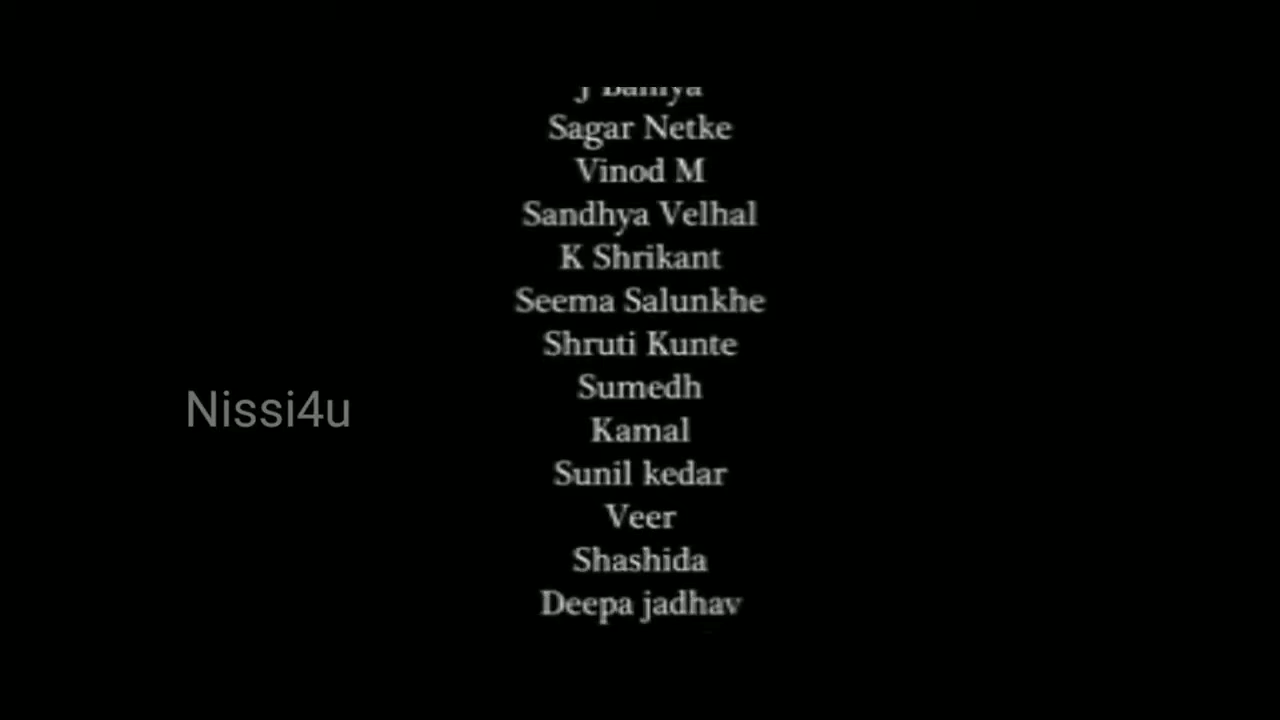 Sagar Netke
Vinod M
Sandhya Velhal
K Shrikant
Seema Salunkhe
Shruti Kunte
Sumedh
Kamal
Nissi4u
Sunil kedar
Veer
Shashida
Deepa jadhav